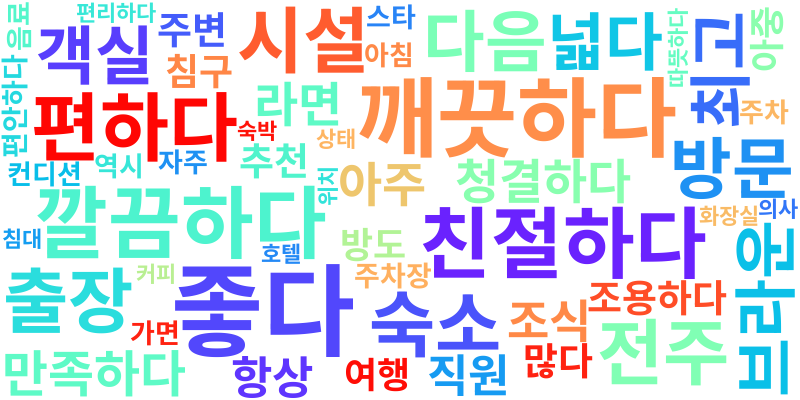 편리하다
스타
음료
주변
시설
다음
넓다
따뜻하다
최고
아중
객실
침구
아침
편안하다
편하다
라면
깨끗하다
주차
숙박
상태
컨디션
역시
자주
추천
위치
아주
청결하다
방문
깔끔하다
친절하다
화장실
의사
침대
호텔
방도
브라운
출장
커피
좋다
주차장
숙소
조용하다
가면
조식
전주
만족하다
항상
여행
직원
많다